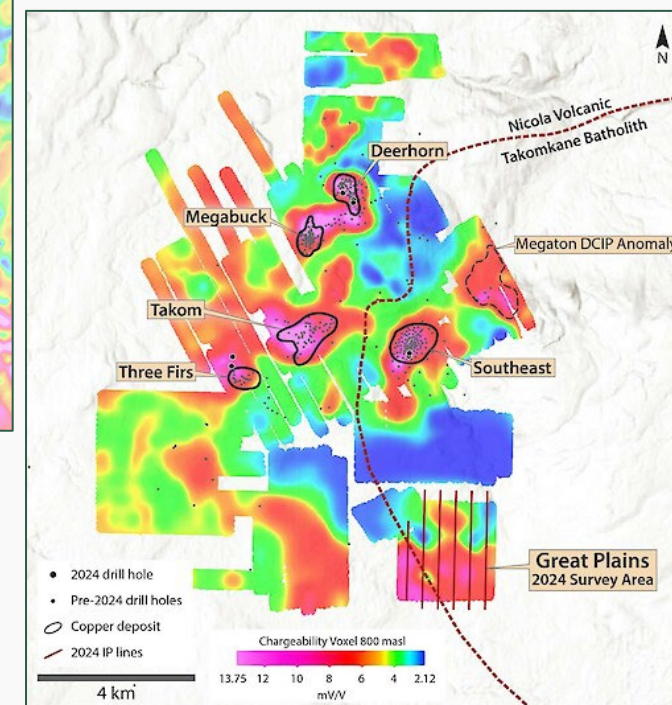 N
Nicola Volcanic
Takomkane Batholith
Deerhorn
Megabuck
Megaton DCIP Anomaly
Takom
Three Firs
Southeast
Great Plains
2024 Survey Area
2024 drill hole
Pre-2024 drill holes
Copper deposit
2024 IP lines
4 km
Chargeability Voxel 800 masl
13.75 12 10 8 6 4 2.12
mV/V